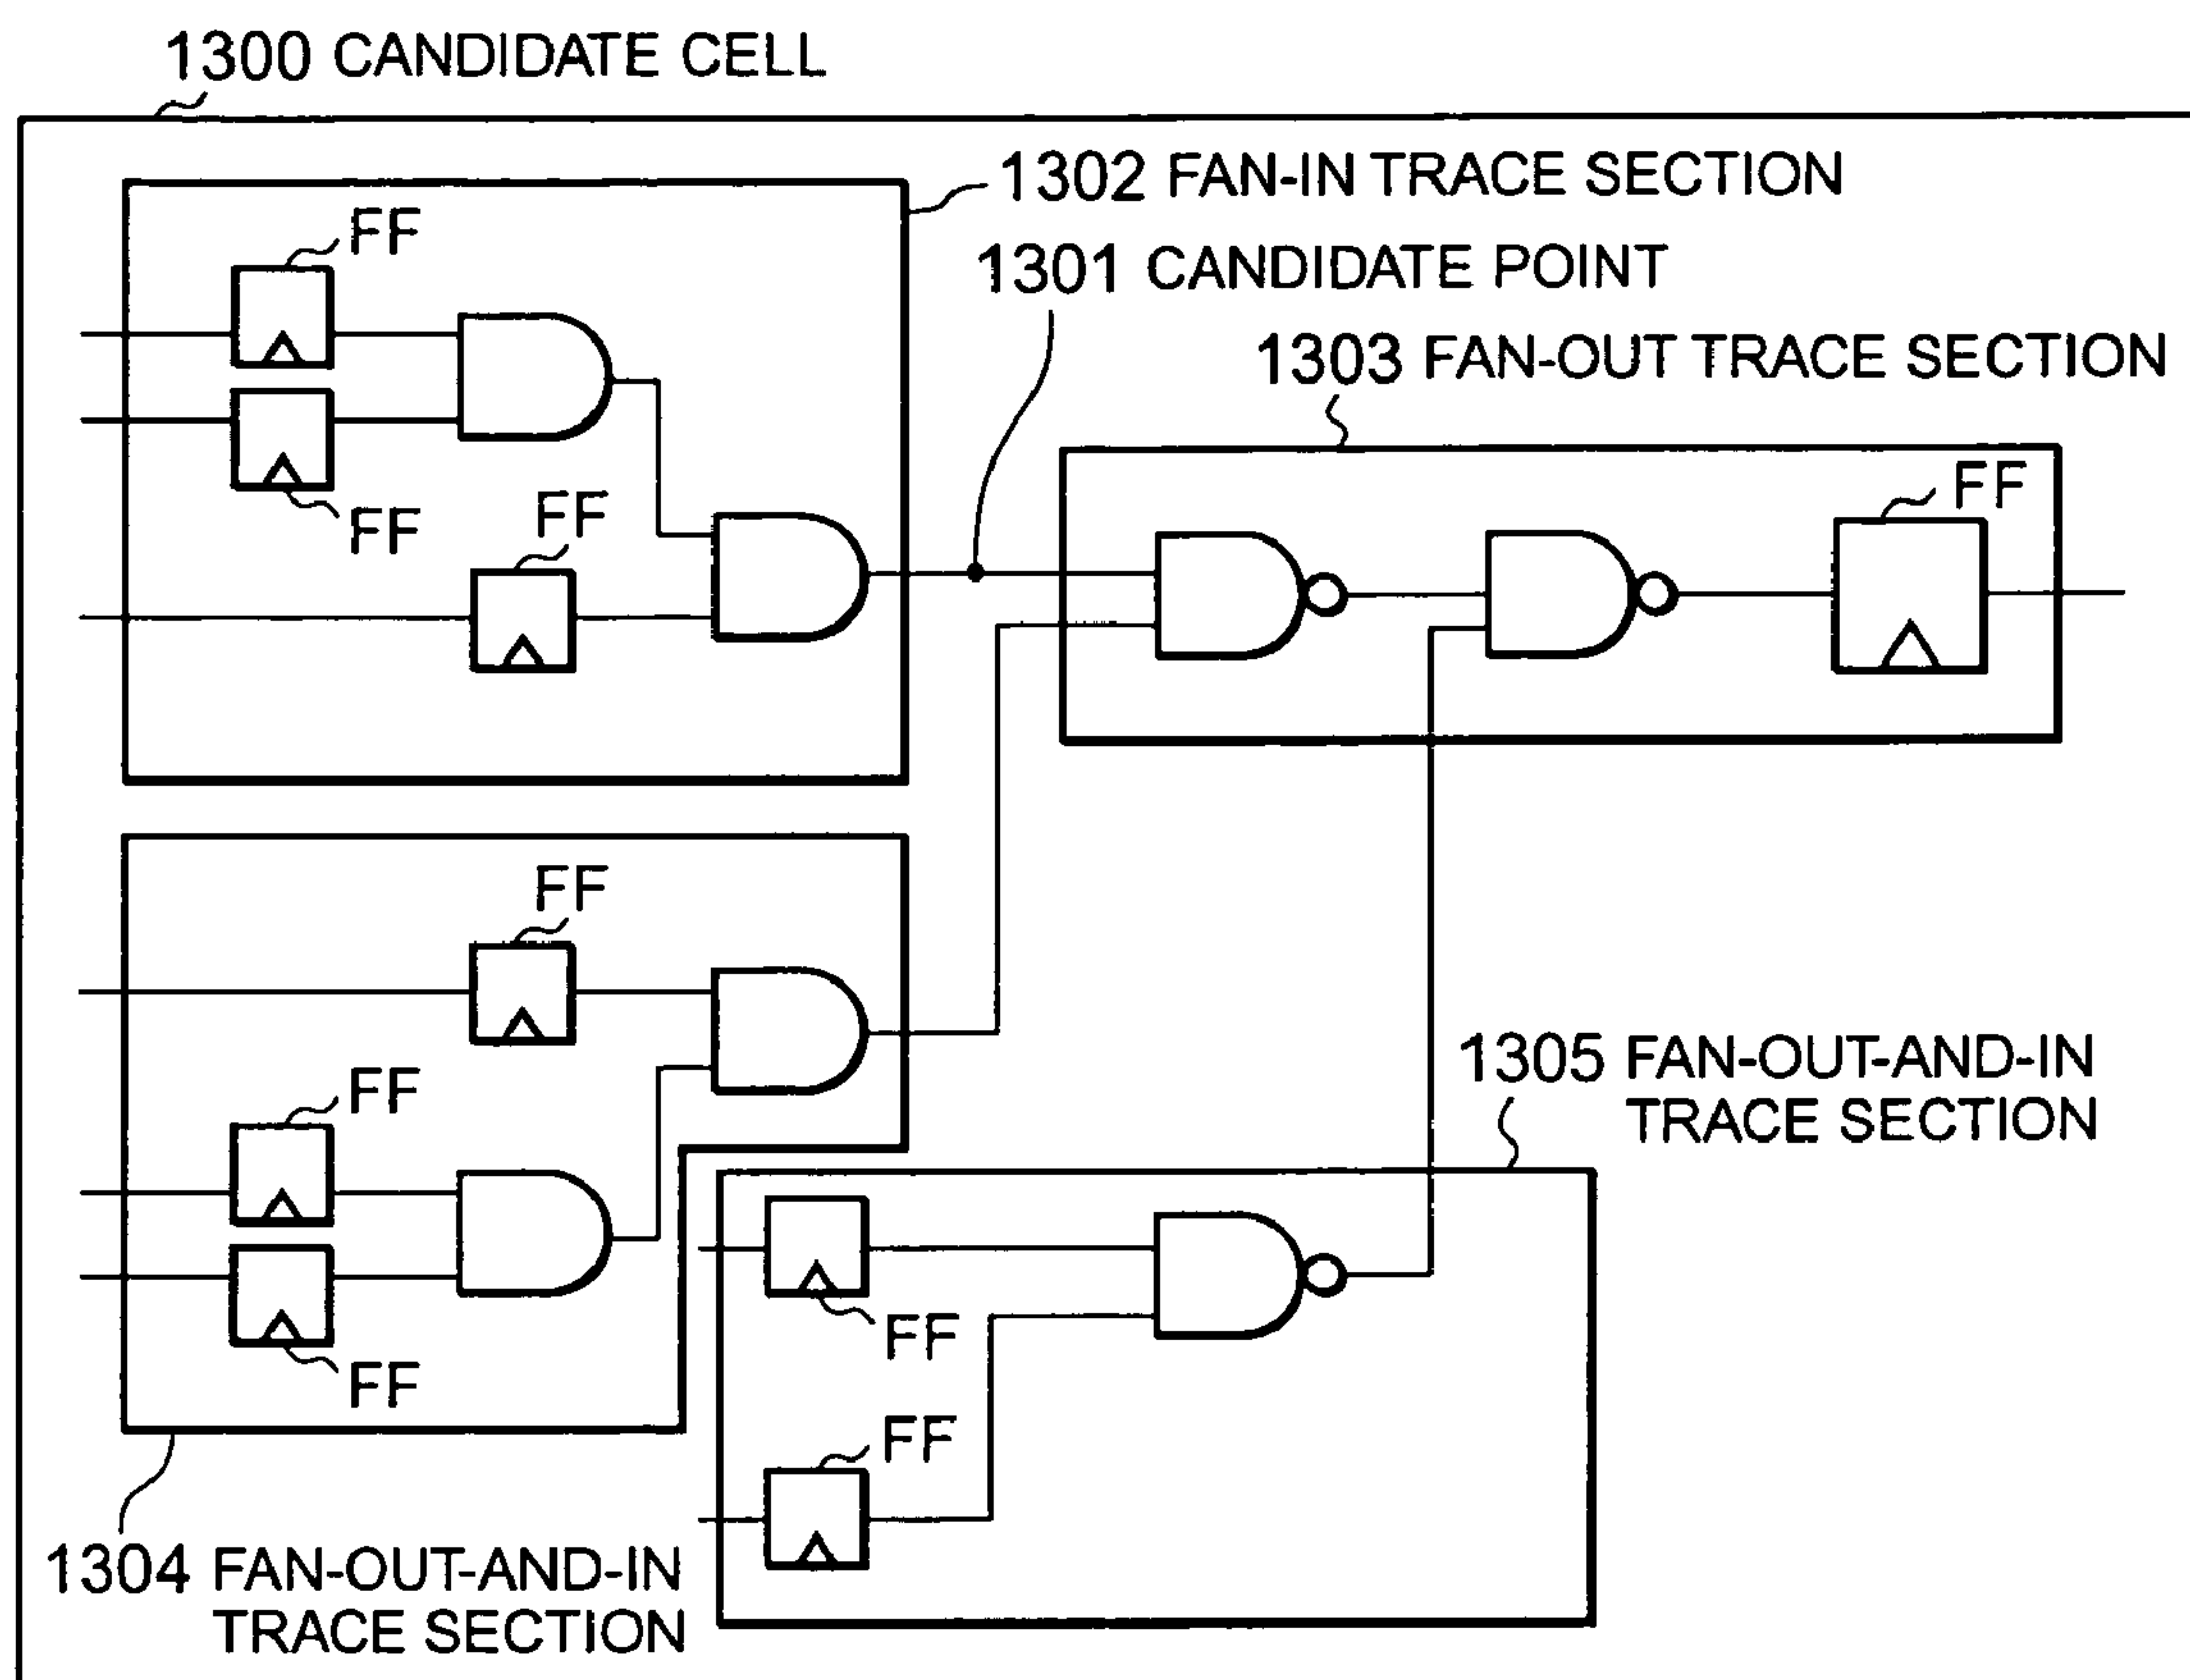 1300 CANDIDATE CELL
1302 FAN-IN TRACE SECTION
FF
1301 CANDIDATE POINT
1303 FAN-OUT TRACE SECTION
FF
FF
FF
FF
FF
1305 FAN-OUT-AND-IN
TRACE SECTION
FF
FF
FF
FF
1304 FAN-OUT-AND-IN
TRACE SECTION